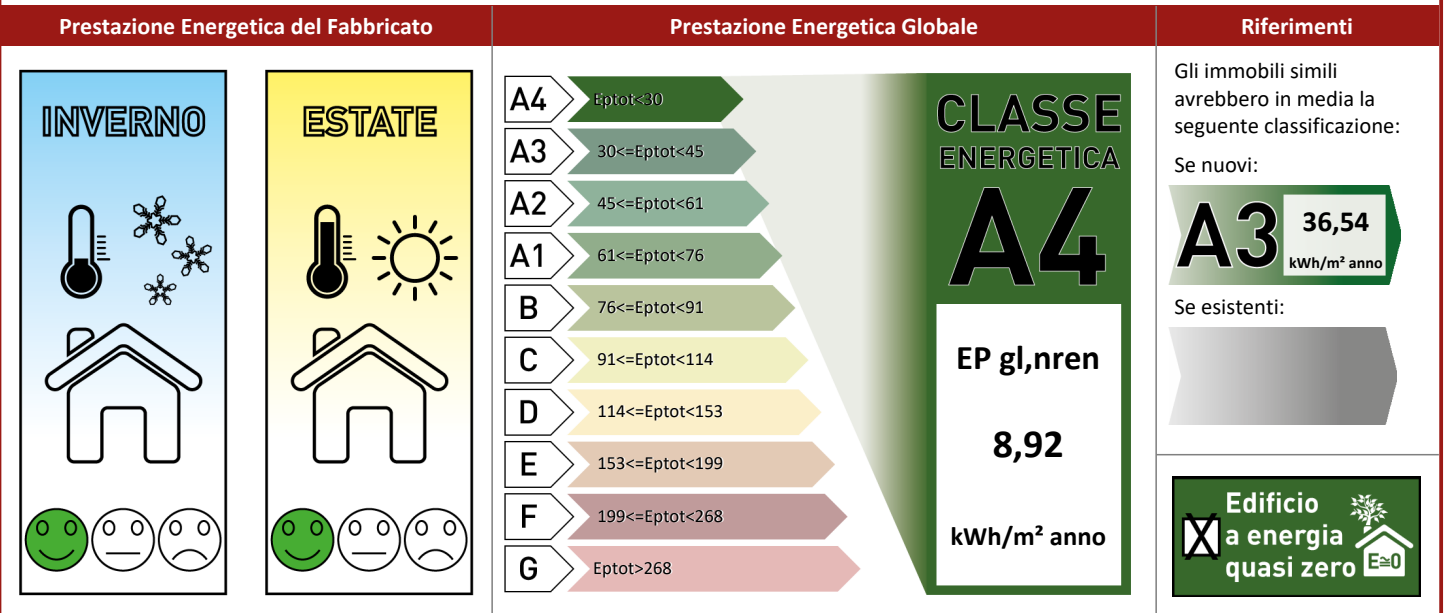 Prestazione Energetica del Fabbricato
Prestazione Energetica Globale
Riferimenti
INVERNO
ESTATE
A4 Eptot<30
A3 30<=Eptot<45
A2 45<=Eptot<61
A1 61<=Eptot<76
B 76<=Eptot<91
C 91<=Eptot<114
D 114<=Eptot<153
E 153<=Eptot<199
F 199<=Eptot<268
G Eptot>268
CLASSE
ENERGETICA
A4
EP gl,nren
8,92
kWh/m² anno
Gli immobili simili
avrebbero in media la
seguente classificazione:
Se nuovi:
A3 36,54
kWh/m² anno
Se esistenti:
X
Edificio
a energia
quasi zero
E≅0